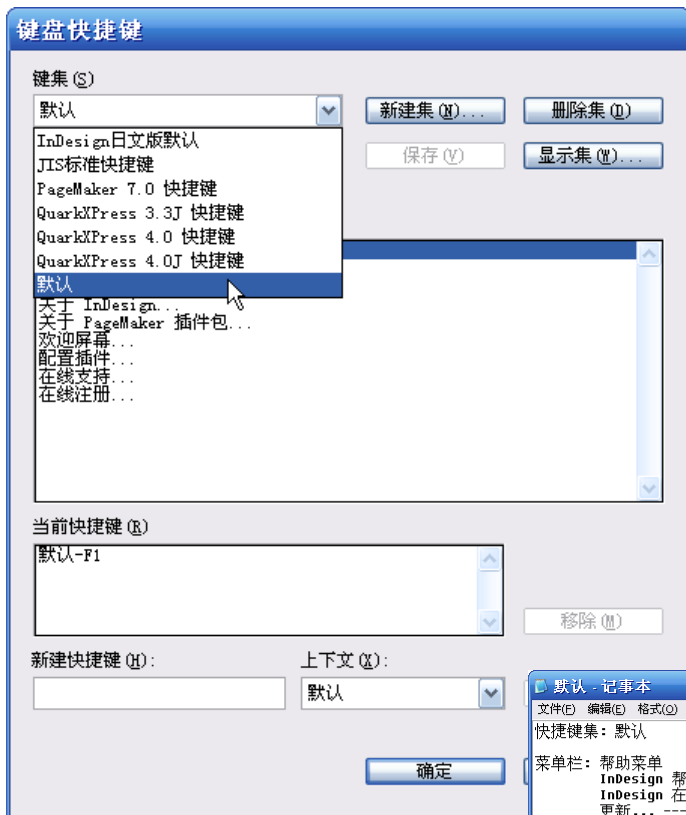 键盘快捷键
键集(S)
默认
新建集(N)...
删除集(D)
InDesign日文版默认
JIS标准快捷键
PageMaker 7.0 快捷键
QuarkXPress 3.3J 快捷键
QuarkXPress 4.0 快捷键
QuarkXPress 4.0J 快捷键
默认
保存(V)
显示集(W)...
关于 InDesign...
关于 PageMaker 插件包...
欢迎屏幕...
配置插件...
在线支持...
在线注册...
当前快捷键(R)
默认-F1
移除(M)
新建快捷键(H):
上下文(X):
默认
确定
默认 - 记事本
文件(F) 编辑(E) 格式(O)
快捷键集: 默认
菜单栏: 帮助菜单
InDesign 帮
InDesign 在
更新... ---